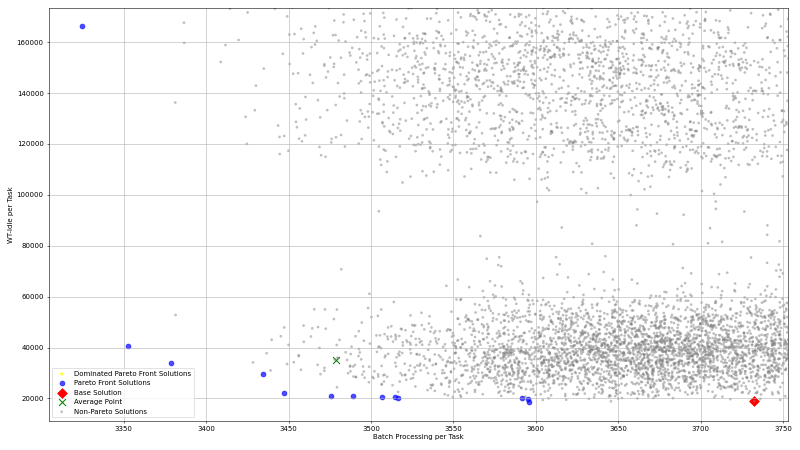 160000
140000
120000
100000
80000
60000
40000
20000
WT-Idle per Task
Dominated Pareto Front Solutions
Pareto Front Solutions
Base Solution
Average Point
Non-Pareto Solutions
3350 3400 3450 3500 3550 3600 3650 3700 3750
Batch Processing per Task